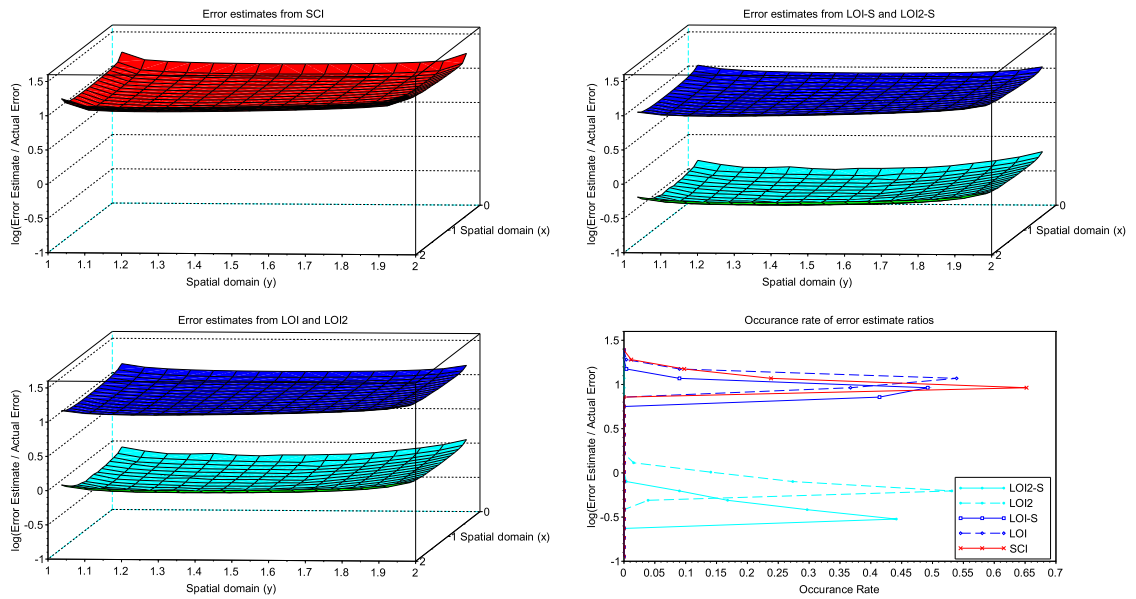 Error estimates from SCI
log(Error Estimate / Actual Error)
1.5
1
0.5
0
-0.5
-1
1 1.1 1.2 1.3 1.4 1.5 1.6 1.7 1.8 1.9 2
Spatial domain (y)
0
1 Spatial domain (x)
2
Error estimates from LOI-S and LOI2-S
log(Error Estimate / Actual Error)
1.5
1
0.5
0
-0.5
-1
1 1.1 1.2 1.3 1.4 1.5 1.6 1.7 1.8 1.9 2
Spatial domain (y)
0
1 Spatial domain (x)
2
Error estimates from LOI and LOI2
log(Error Estimate / Actual Error)
1.5
1
0.5
0
-0.5
-1
1 1.1 1.2 1.3 1.4 1.5 1.6 1.7 1.8 1.9 2
Spatial domain (y)
0
1 Spatial domain (x)
2
Occurance rate of error estimate ratios
log(Error Estimate / Actual Error)
1.5
1
0.5
0
-0.5
-1
0 0.05 0.1 0.15 0.2 0.25 0.3 0.35 0.4 0.45 0.5 0.55 0.6 0.65 0.7
Occurance Rate
LOI2-S
LOI2
LOI-S
LOI
SCI